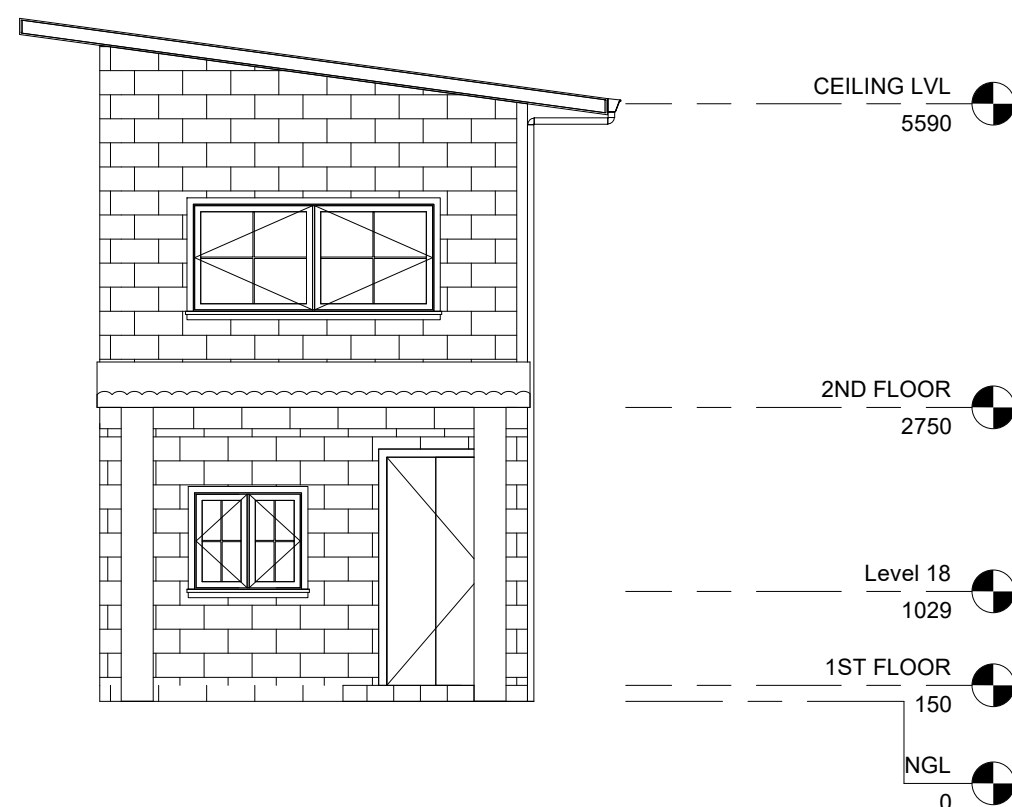 CEILING LVL
5590
2ND FLOOR
2750
Level 18
1029
1ST FLOOR
150
NGL
0